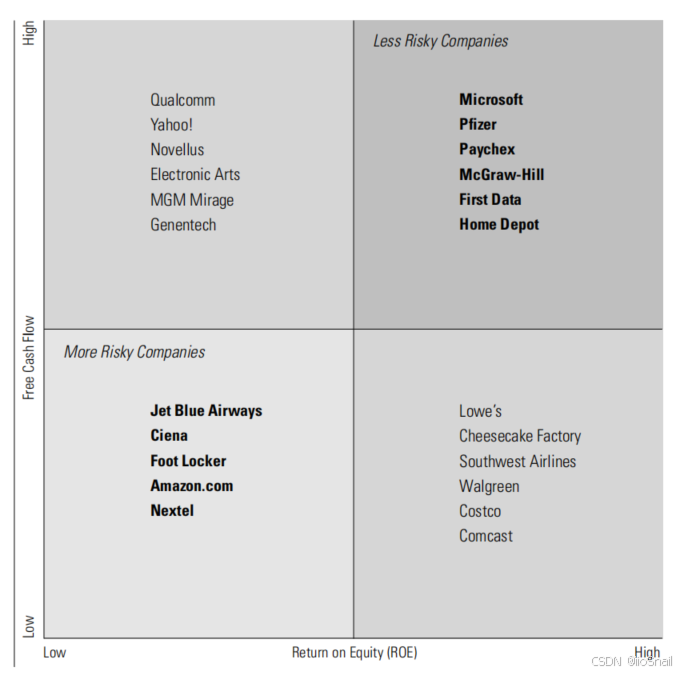 High
Less Risky Companies
Qualcomm
Yahoo!
Novellus
Electronic Arts
MGM Mirage
Genentech
Microsoft
Pfizer
Paychex
McGraw-Hill
First Data
Home Depot
Free Cash Flow
More Risky Companies
Jet Blue Airways
Ciena
Foot Locker
Amazon.com
Nextel
Lowe's
Cheesecake Factory
Southwest Airlines
Walgreen
Costco
Comcast
Low
Low
Return on Equity (ROE)
High
CSDN @liosnail